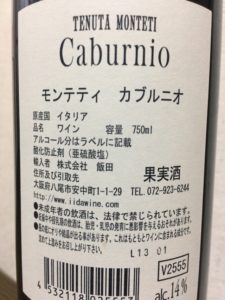 TENUTA MONTETI
Caburnio
モンテティ　カブルニオ
原産国　イタリア
品名　ワイン　　容量　750ml
アルコール分はラベルに記載
酸化防止剤（亜硫酸塩）
輸入者　株式会社　飯田
住所及び引取先
大阪府八尾市安中町1-1-29　TEL.072-923-6244
www.iidawine.com
果実酒
●未成年者の飲酒は、法律で禁じられています。
L13 01
V2555
alc.14%
4 532118 025557